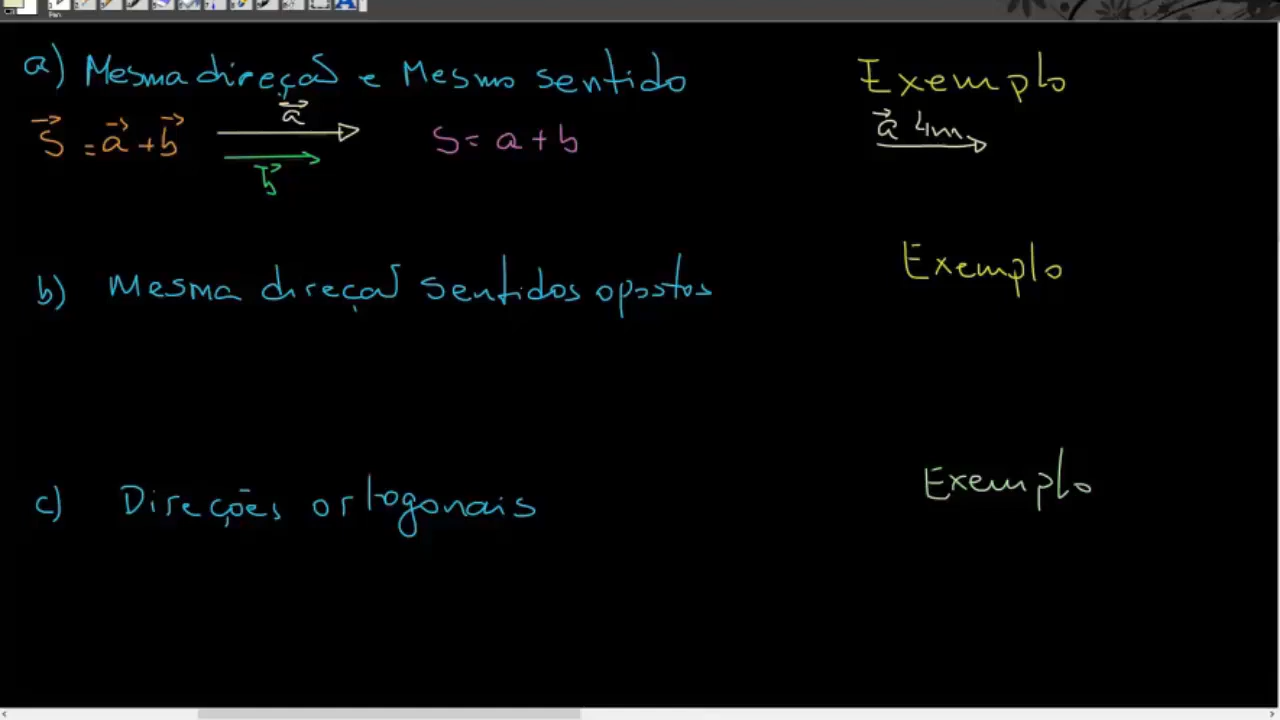 a) Mesma direção e Mesmo sentido
Exemplo
S⃗ = a⃗ + b⃗
a⃗
b⃗
S = a + b
a⃗ 4m
b) Mesma direção sentidos opostos
Exemplo
c) Direções ortogonais
Exemplo